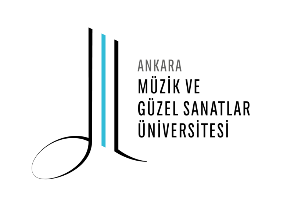 ANKARA
MÜZİK VE
GÜZEL SANATLAR
ÜNİVERSİTESİ